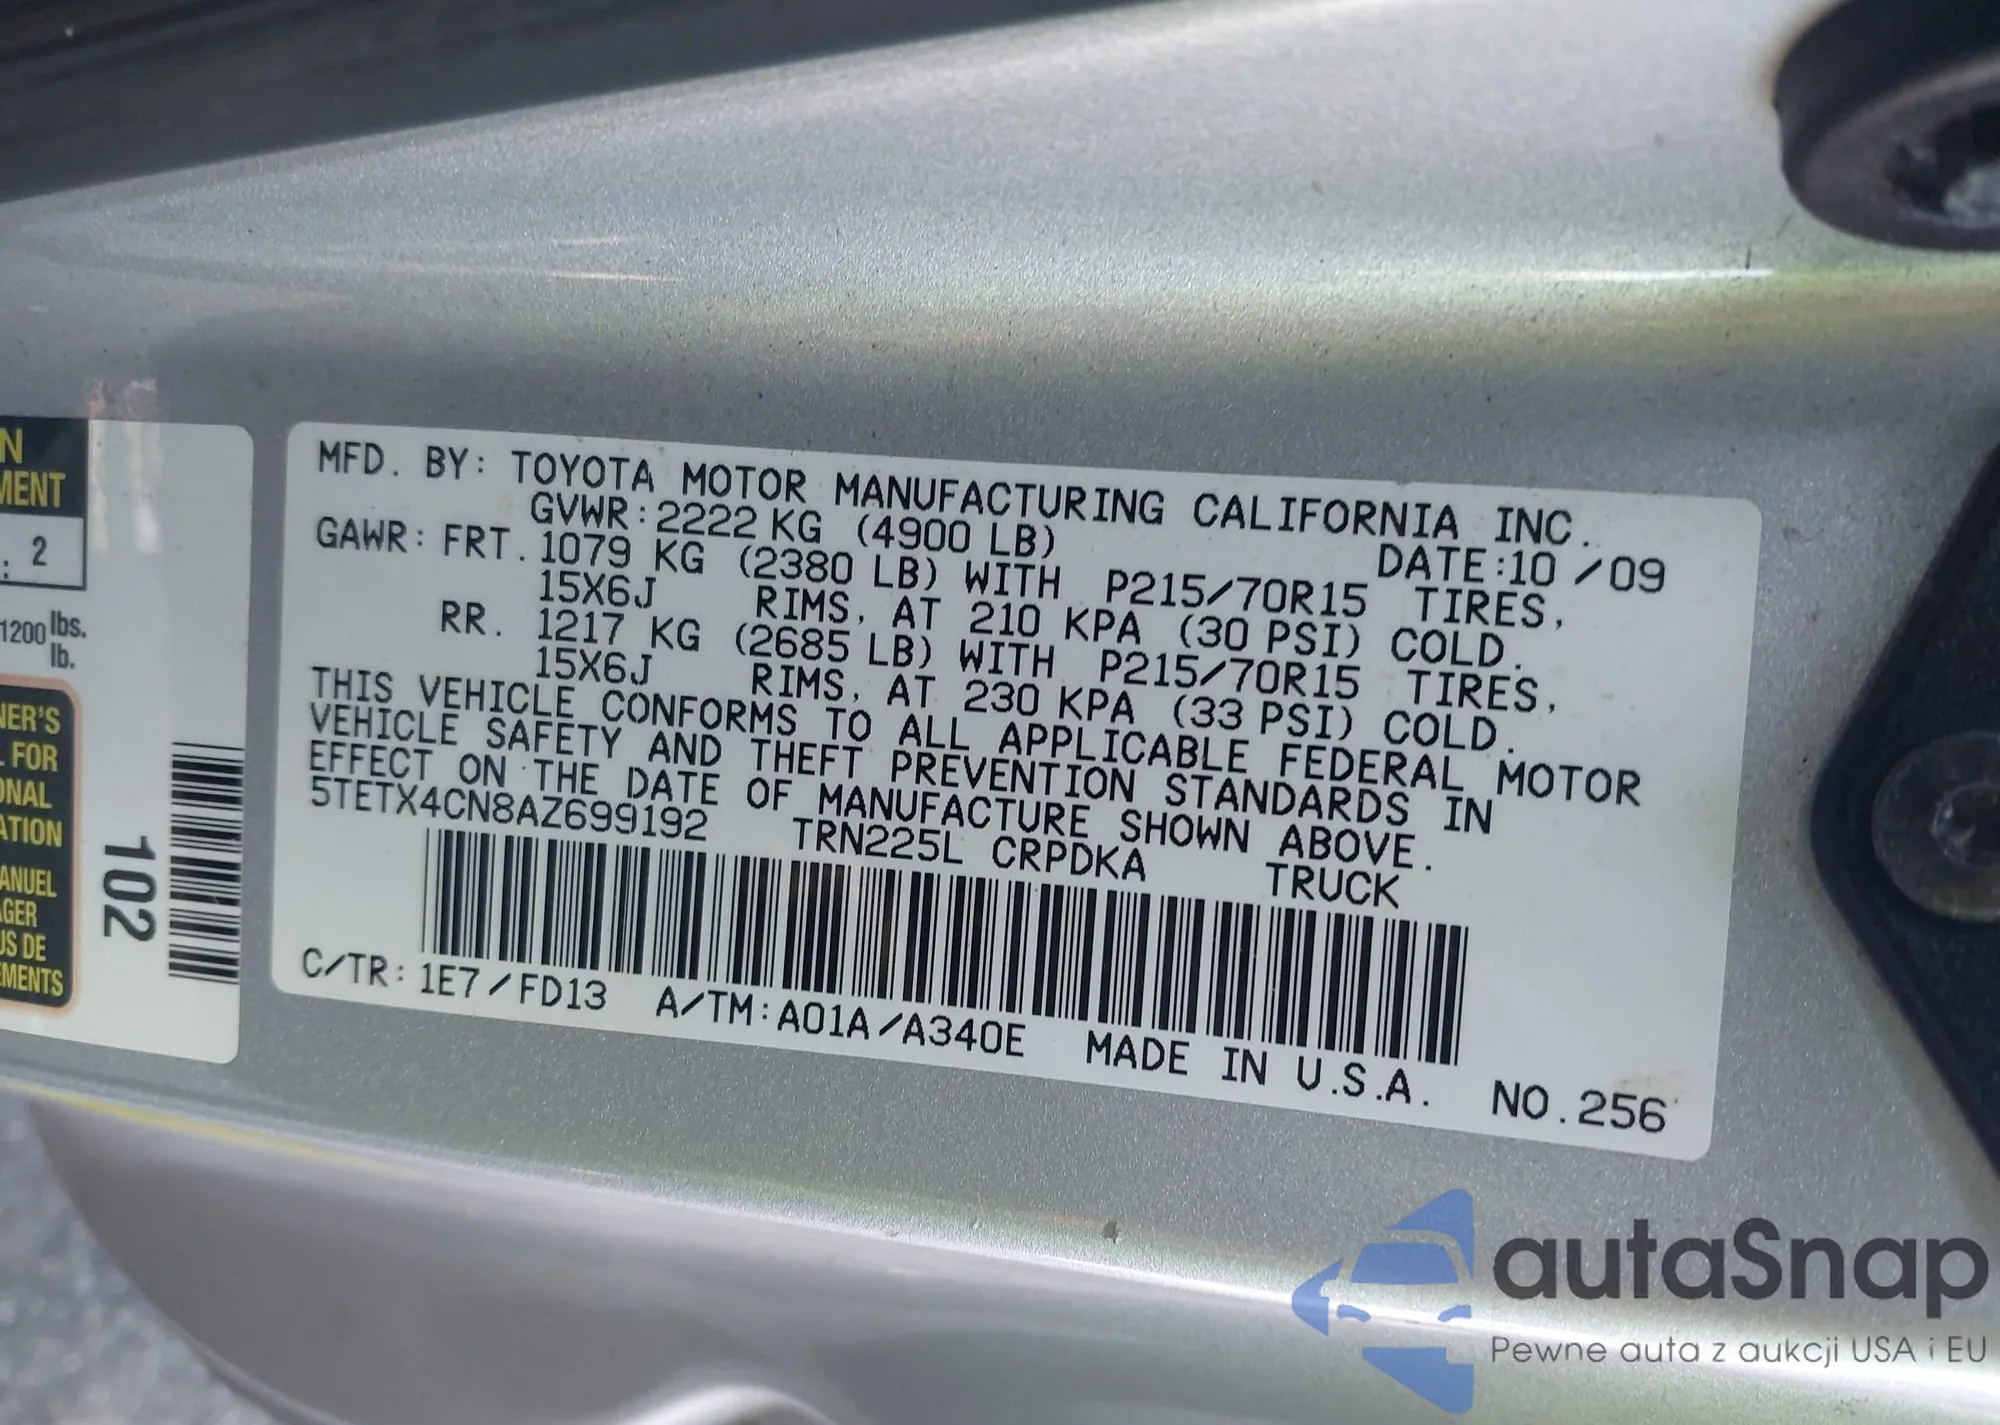 N
MENT
: 2
1200 lbs.
lb.
NER'S
L FOR
ONAL
ATION
ANUEL
AGER
US DE
EMENTS
102
MFD. BY: TOYOTA MOTOR MANUFACTURING CALIFORNIA INC.
GVWR:2222 KG (4900 LB) DATE:10 /09
GAWR: FRT. 1079 KG (2380 LB) WITH P215/70R15 TIRES,
15X6J RIMS, AT 210 KPA (30 PSI) COLD.
RR. 1217 KG (2685 LB) WITH P215/70R15 TIRES,
15X6J RIMS, AT 230 KPA (33 PSI) COLD.
THIS VEHICLE CONFORMS TO ALL APPLICABLE FEDERAL MOTOR
VEHICLE SAFETY AND THEFT PREVENTION STANDARDS IN
EFFECT ON THE DATE OF MANUFACTURE SHOWN ABOVE.
5TETX4CN8AZ699192 TRN225L CRPDKA TRUCK
C/TR: 1E7/FD13 A/TM:A01A/A340E MADE IN U.S.A. NO.256
autaSnap
Pewne auta z aukcji USA i EU